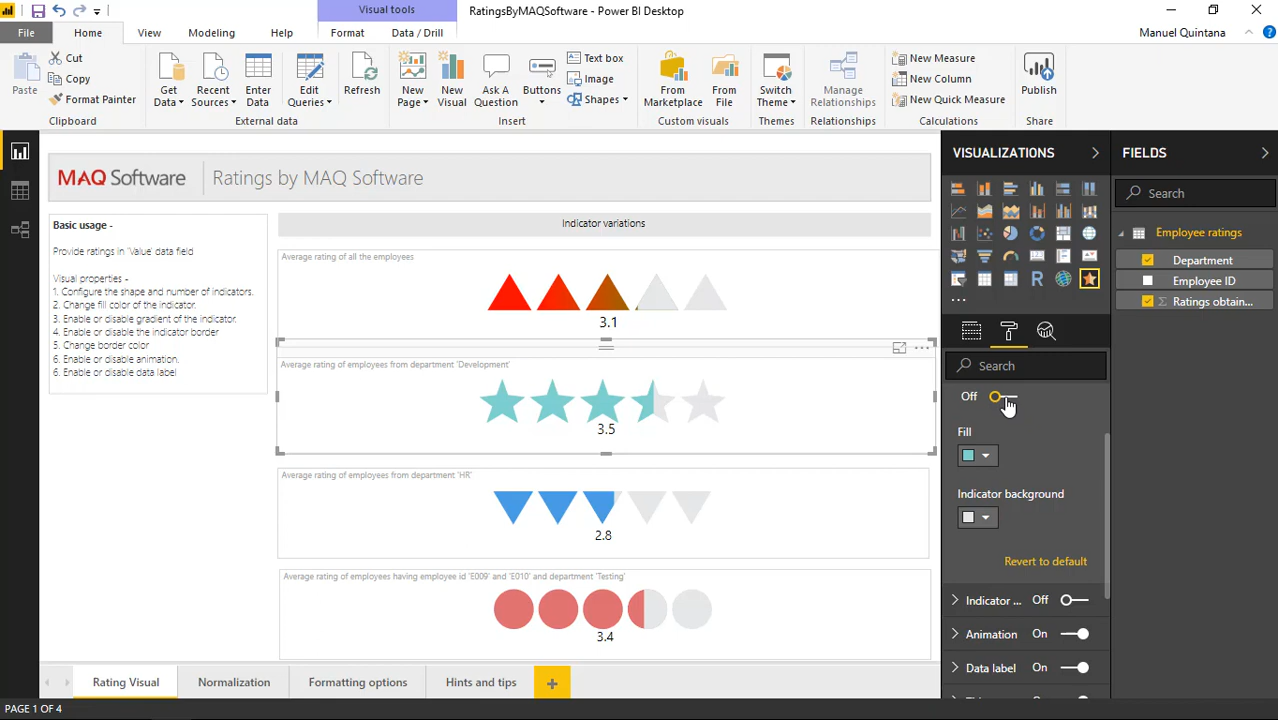 Visual tools
RatingsByMAQSoftware - Power BI Desktop
File
Home
View
Modeling
Help
Format
Data / Drill
Manuel Quintana
Paste
Cut
Copy
Format Painter
Clipboard
Get Data
Recent Sources
Enter Data
Edit Queries
Refresh
External data
New Page
New Visual
Ask A Question
Buttons
Text box
Image
Shapes
Insert
From Marketplace
From File
Custom visuals
Switch Theme
Themes
Manage Relationships
Relationships
New Measure
New Column
New Quick Measure
Calculations
Publish
Share
MAQ Software
Ratings by MAQ Software
Basic usage -
Provide ratings in 'Value' data field
Visual properties -
1. Configure the shape and number of indicators.
2. Change fill color of the indicator.
3. Enable or disable gradient of the indicator.
4. Enable or disable the indicator border
5. Change border color
6. Enable or disable animation.
6. Enable or disable data label
Indicator variations
Average rating of all the employees
3.1
Average rating of employees from department 'Development'
3.5
Average rating of employees from department 'HR'
2.8
Average rating of employees having employee id 'E009' and 'E010' and department 'Testing'
3.4
VISUALIZATIONS
R
Search
Off
Fill
Indicator background
Revert to default
Indicator ... Off
Animation On
Data label On
FIELDS
Search
Employee ratings
Department
Employee ID
Σ Ratings obtain...
Rating Visual
Normalization
Formatting options
Hints and tips
PAGE 1 OF 4